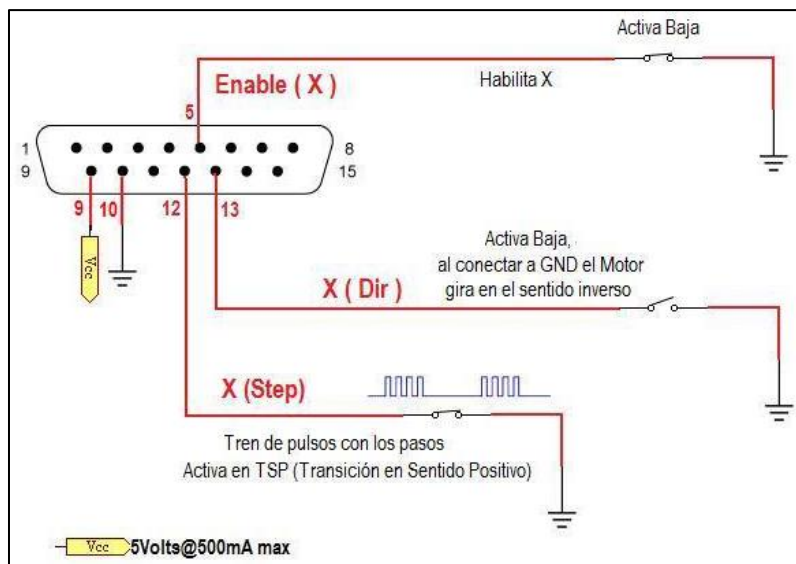 Activa Baja
Enable ( X )
Habilita X
5
1
8
9
15
9
10
12
13
Vcc
Activa Baja,
al conectar a GND el Motor
gira en el sentido inverso
X ( Dir )
X (Step)
Tren de pulsos con los pasos
Activa en TSP (Transición en Sentido Positivo)
Vcc 5Volts@500mA max